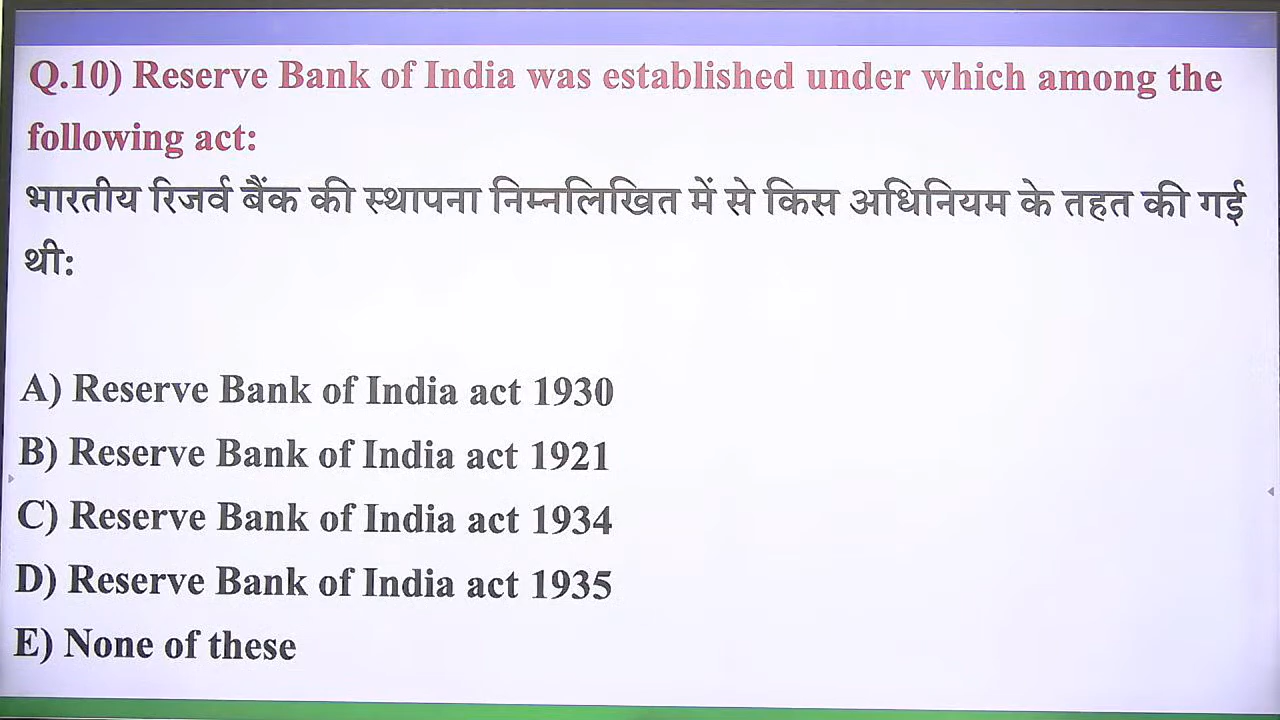 Q.10) Reserve Bank of India was established under which among the
following act:
भारतीय रिजर्व बैंक की स्थापना निम्नलिखित में से किस अधिनियम के तहत की गई
थी:
A) Reserve Bank of India act 1930
B) Reserve Bank of India act 1921
C) Reserve Bank of India act 1934
D) Reserve Bank of India act 1935
E) None of these